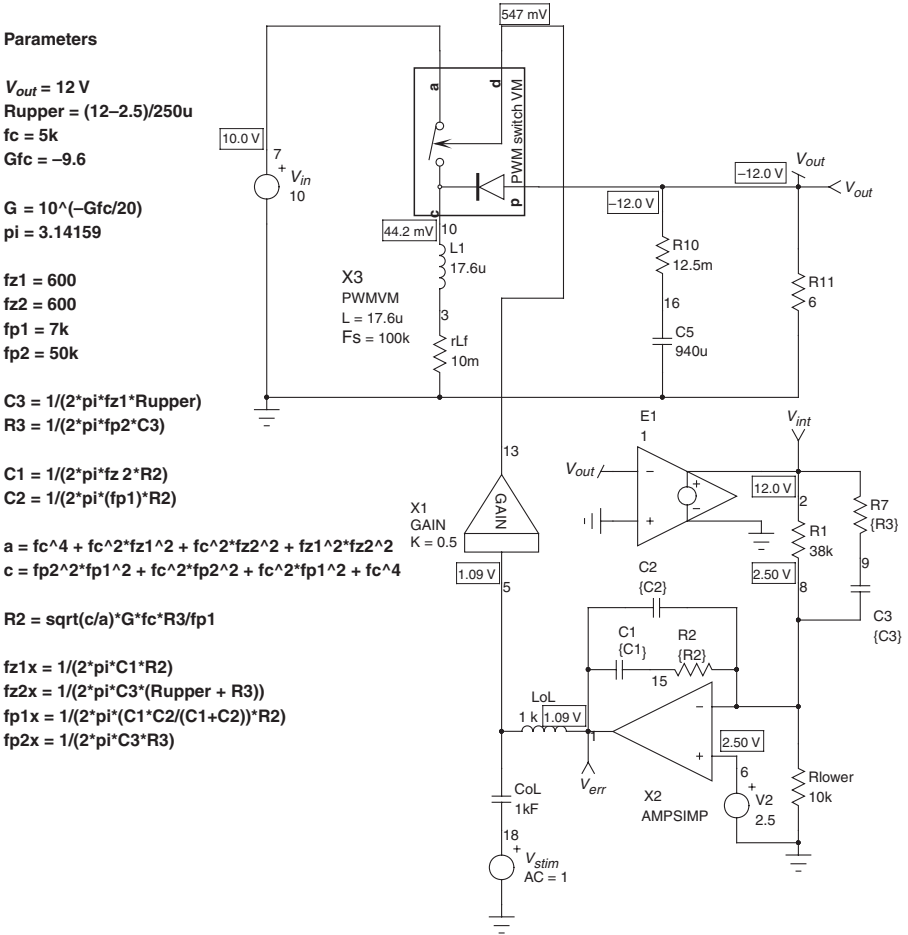 Parameters
Vout = 12 V
Rupper = (12–2.5)/250u
fc = 5k
Gfc = –9.6
G = 10^(–Gfc/20)
pi = 3.14159
fz1 = 600
fz2 = 600
fp1 = 7k
fp2 = 50k
C3 = 1/(2*pi*fz1*Rupper)
R3 = 1/(2*pi*fp2*C3)
C1 = 1/(2*pi*fz 2*R2)
C2 = 1/(2*pi*(fp1)*R2)
a = fc^4 + fc^2*fz1^2 + fc^2*fz2^2 + fz1^2*fz2^2
c = fp2^2*fp1^2 + fc^2*fp2^2 + fc^2*fp1^2 + fc^4
R2 = sqrt(c/a)*G*fc*R3/fp1
fz1x = 1/(2*pi*C1*R2)
fz2x = 1/(2*pi*C3*(Rupper + R3))
fp1x = 1/(2*pi*(C1*C2/(C1+C2))*R2)
fp2x = 1/(2*pi*C3*R3)
547 mV
a
d
PWM switch VM
p
c
10.0 V
7
+
Vin
10
44.2 mV
10
L1
17.6u
X3
PWMVM
L = 17.6u
Fs = 100k
3
rLf
10m
–12.0 V
Vout
–12.0 V
Vout
R10
12.5m
16
C5
940u
R11
6
13
GAIN
X1
GAIN
K = 0.5
1.09 V
5
E1
1
Vout
–
+
+
–
Vint
12.0 V
2
R1
38k
2.50 V
8
R7
{R3}
9
C3
{C3}
C2
{C2}
C1
{C1}
R2
{R2}
15
LoL
1 k
1.09 V
1
Verr
–
+
X2
AMPSIMP
2.50 V
6
+
V2
2.5
Rlower
10k
CoL
1kF
18
+
Vstim
AC = 1